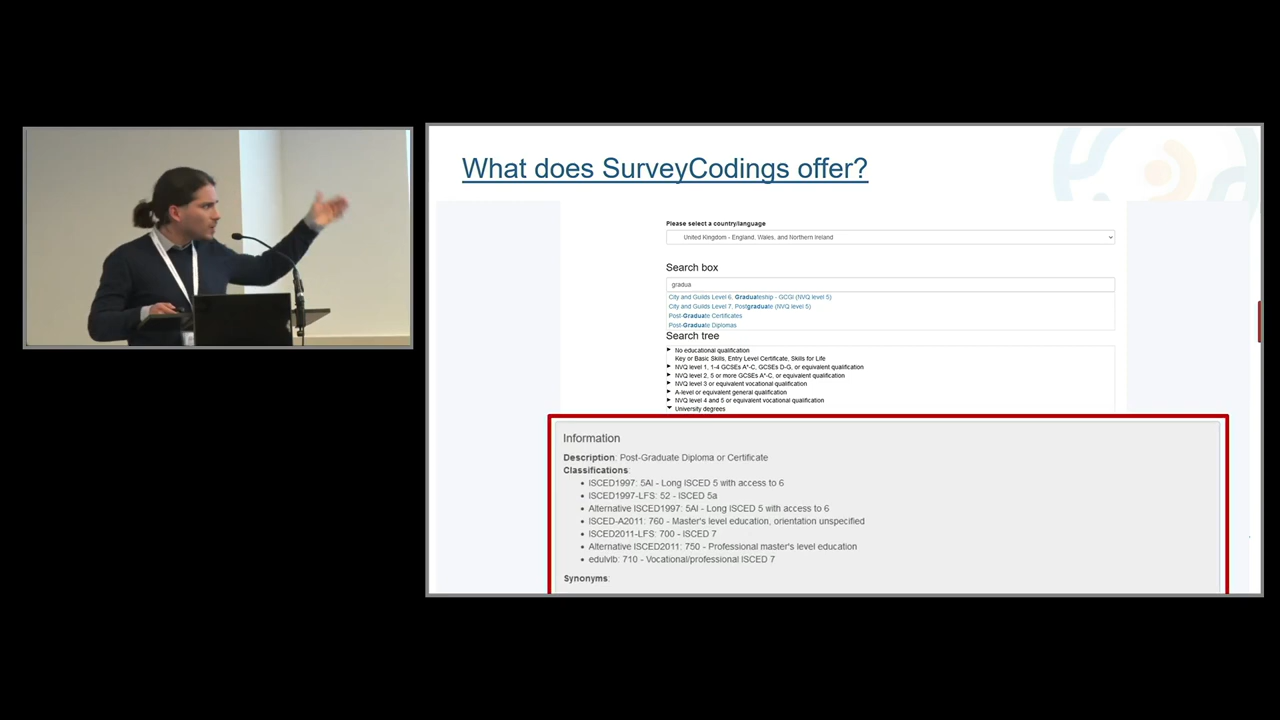 What does SurveyCodings offer?
Please select a country/language
United Kingdom - England, Wales, and Northern Ireland
Search box
gradua
City and Guilds Level 6, Graduateship - GCGI (NVQ level 5)
City and Guilds Level 7, Postgraduate (NVQ level 5)
Post-Graduate Certificates
Post-Graduate Diplomas
Search tree
No educational qualification
Key or Basic Skills, Entry Level Certificate, Skills for Life
NVQ level 1, 1-4 GCSEs A*-C, GCSEs D-G, or equivalent qualification
NVQ level 2, 5 or more GCSEs A*-C, or equivalent qualification
NVQ level 3 or equivalent vocational qualification
A-level or equivalent general qualification
NVQ level 4 and 5 or equivalent vocational qualification
University degrees
Information
Description: Post-Graduate Diploma or Certificate
Classifications:
• ISCED1997: 5Al - Long ISCED 5 with access to 6
• ISCED1997-LFS: 52 - ISCED 5a
• Alternative ISCED1997: 5Al - Long ISCED 5 with access to 6
• ISCED-A2011: 760 - Master's level education, orientation unspecified
• ISCED2011-LFS: 700 - ISCED 7
• Alternative ISCED2011: 750 - Professional master's level education
• edulvlb: 710 - Vocational/professional ISCED 7
Synonyms: